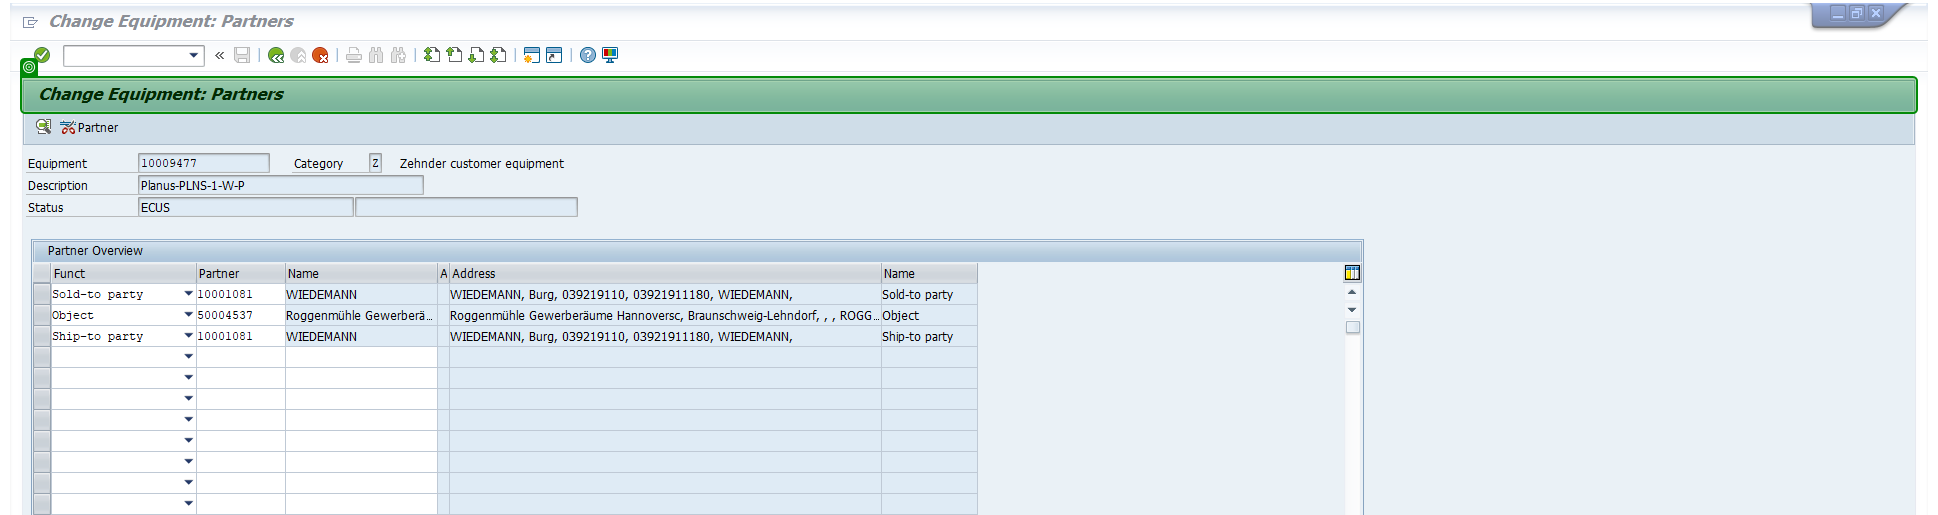 Change Equipment: Partners
«
Change Equipment: Partners
Partner
Equipment 10009477 Category Z Zehnder customer equipment
Description Planus-PLNS-1-W-P
Status ECUS
Partner Overview
Funct Partner Name A Address Name
Sold-to party 10001081 WIEDEMANN WIEDEMANN, Burg, 039219110, 03921911180, WIEDEMANN, Sold-to party
Object 50004537 Roggenmühle Gewerberä... Roggenmühle Gewerberäume Hannoversc, Braunschweig-Lehndorf, , , ROGG... Object
Ship-to party 10001081 WIEDEMANN WIEDEMANN, Burg, 039219110, 03921911180, WIEDEMANN, Ship-to party